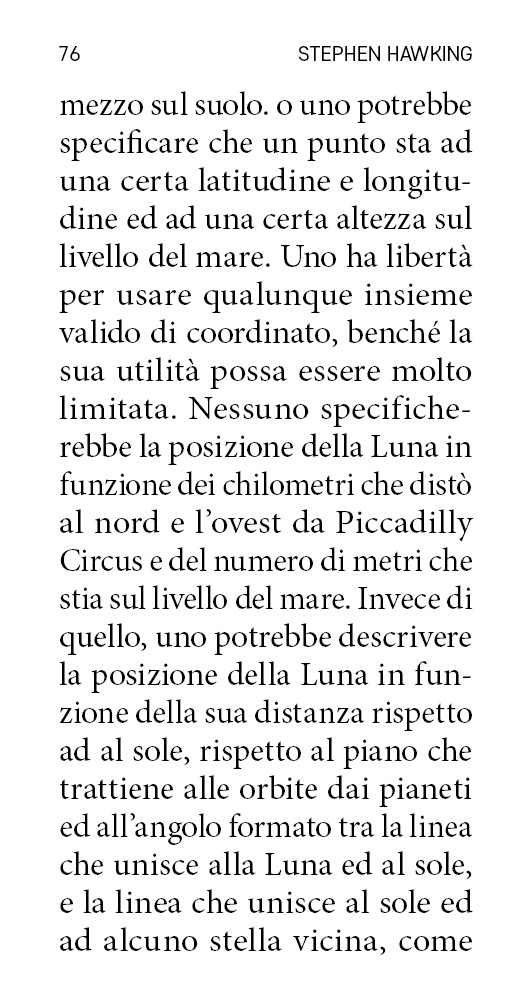 76 STEPHEN HAWKING
mezzo sul suolo. o uno potrebbe
specificare che un punto sta ad
una certa latitudine e longitu-
dine ed ad una certa altezza sul
livello del mare. Uno ha libertà
per usare qualunque insieme
valido di coordinato, benché la
sua utilità possa essere molto
limitata. Nessuno specifiche-
rebbe la posizione della Luna in
funzione dei chilometri che distò
al nord e l’ovest da Piccadilly
Circus e del numero di metri che
stia sul livello del mare. Invece di
quello, uno potrebbe descrivere
la posizione della Luna in fun-
zione della sua distanza rispetto
ad al sole, rispetto al piano che
trattiene alle orbite dai pianeti
ed all’angolo formato tra la linea
che unisce alla Luna ed al sole,
e la linea che unisce al sole ed
ad alcuno stella vicina, come